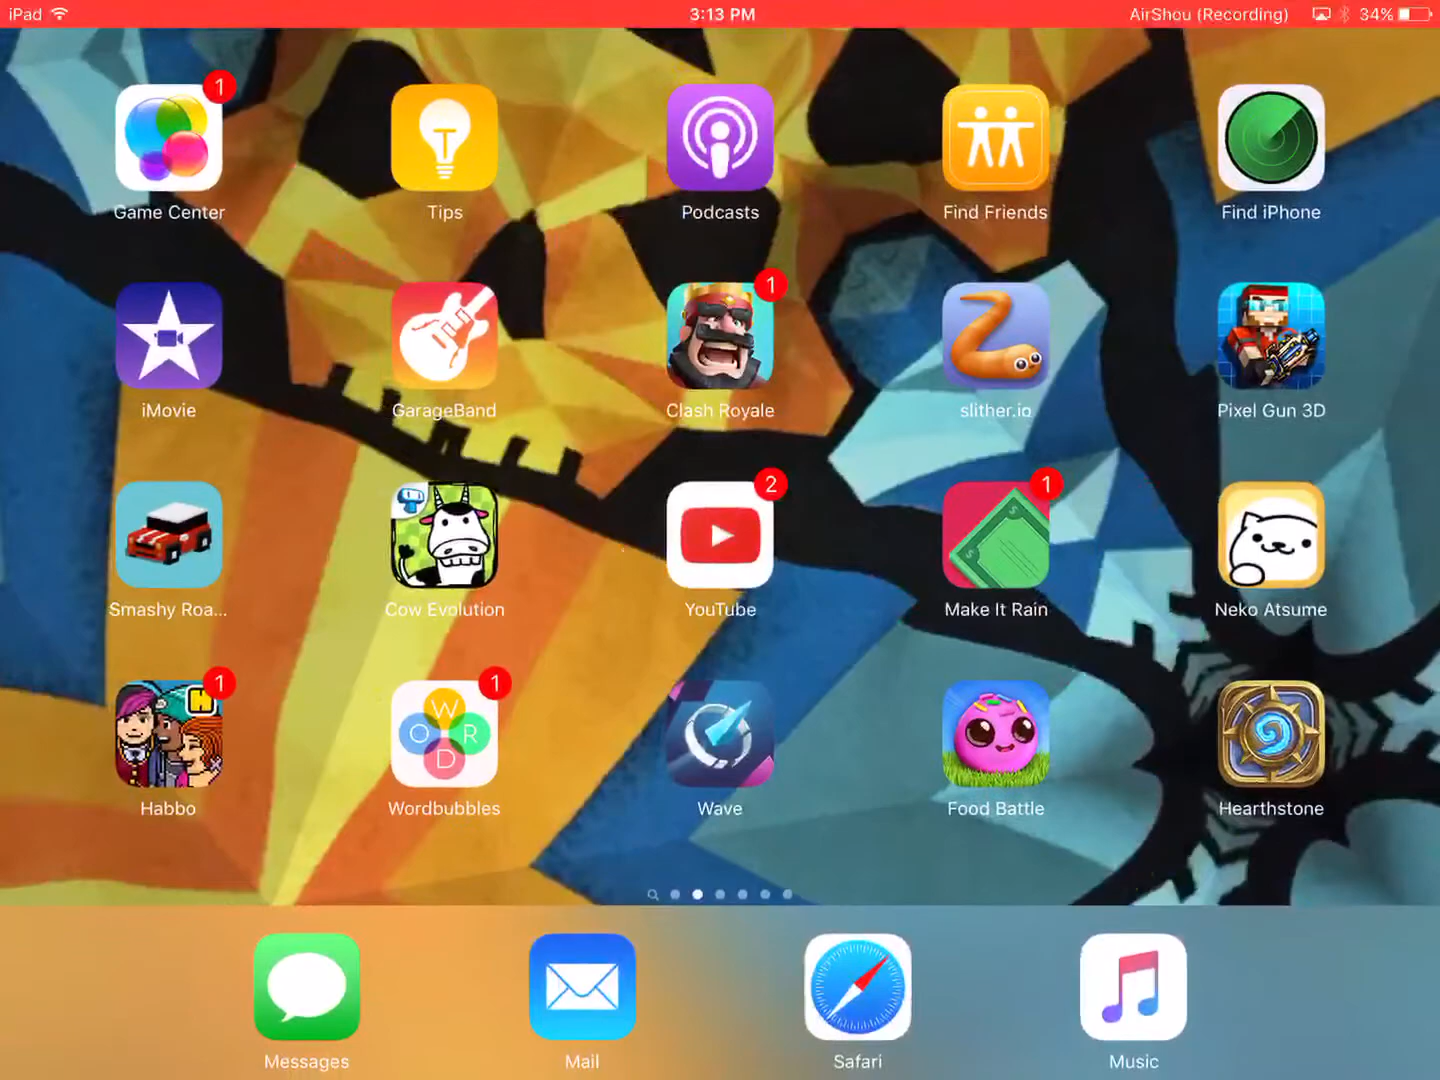 iPad 3:13 PM AirShou (Recording) 34%
1
Game Center Tips Podcasts Find Friends Find iPhone
1
iMovie GarageBand Clash Royale slither.io Pixel Gun 3D
2 1
Smashy Roa... Cow Evolution YouTube Make It Rain Neko Atsume
1 1
H
W
O R
D
Habbo Wordbubbles Wave Food Battle Hearthstone
Messages Mail Safari Music